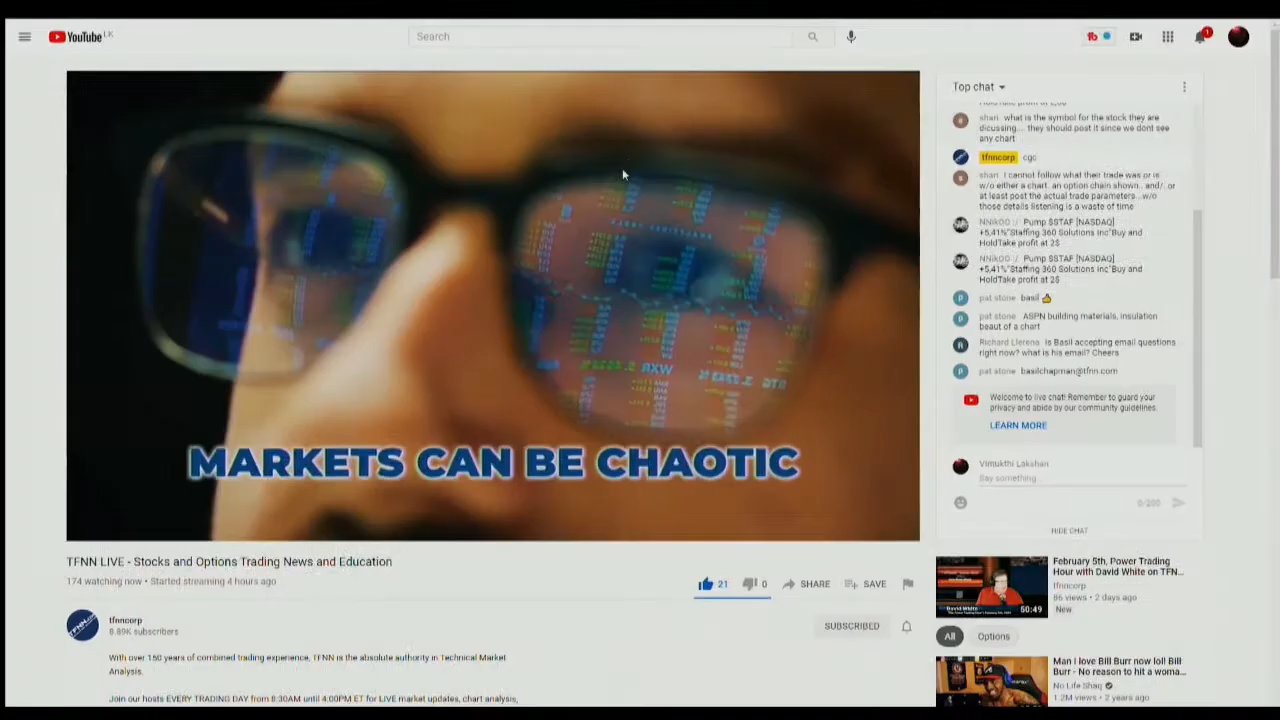 YouTube LK
Search
1
Top chat
shari what is the symbol for the stock they are
dicussing.... they should post it since we dont see
any chart
tfnncorp cgc
shari I cannot follow what their trade was or is
w/o either a chart.. an option chain shown.. and/.. or
at least post the actual trade parameters...w/o
those details listening is a waste of time
NNikOO :/ Pump $STAF [NASDAQ]
+5,41%"Staffing 360 Solutions Inc"Buy and
HoldTake profit at 2$
NNikOO :/ Pump $STAF [NASDAQ]
+5,41%"Staffing 360 Solutions Inc"Buy and
HoldTake profit at 2$
pat stone basil 👍
pat stone ASPN building materials, insulation
beaut of a chart
Richard Llerena is Basil accepting email questions
right now? what is his email? Cheers
pat stone basilchapman@tfnn.com
Welcome to live chat! Remember to guard your
privacy and abide by our community guidelines.
LEARN MORE
Vimukthi Lakshan
Say something...
0/200
HIDE CHAT
MARKETS CAN BE CHAOTIC
TFNN LIVE - Stocks and Options Trading News and Education
174 watching now • Started streaming 4 hours ago
21
0
SHARE
SAVE
tfnncorp
8.89K subscribers
SUBSCRIBED
With over 150 years of combined trading experience, TFNN is the absolute authority in Technical Market
Analysis.
Join our hosts EVERY TRADING DAY from 8:30AM until 4:00PM ET for LIVE market updates, chart analysis,
David White
50:49
February 5th, Power Trading
Hour with David White on TFN...
tfnncorp
86 views • 2 days ago
New
All
Options
Man I love Bill Burr now lol! Bill
Burr - No reason to hit a woma...
No Life Shaq
1.2M views • 2 years ago